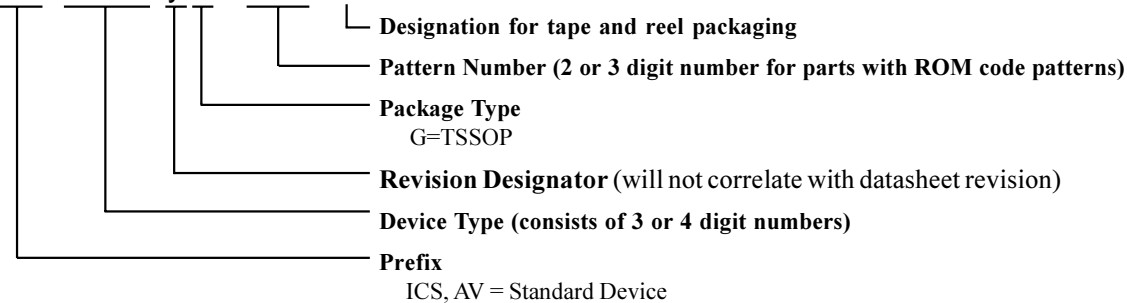 Designation for tape and reel packaging
Pattern Number (2 or 3 digit number for parts with ROM code patterns)
Package Type
G=TSSOP
Revision Designator (will not correlate with datasheet revision)
Device Type (consists of 3 or 4 digit numbers)
Prefix
ICS, AV = Standard Device